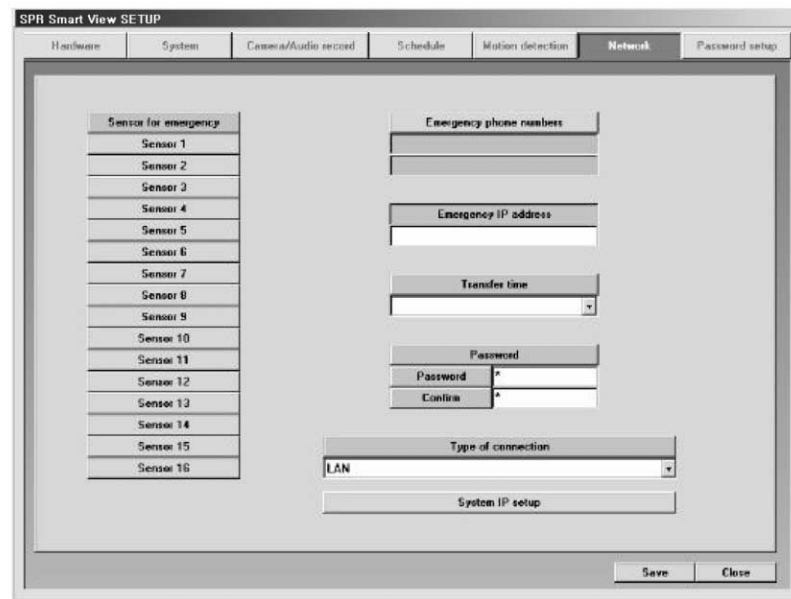 SPR Smart View SETUP
Hardware System Camera/Audio record Schedule Motion detection Network Password setup
Sensor for emergency
Sensor 1
Sensor 2
Sensor 3
Sensor 4
Sensor 5
Sensor 6
Sensor 7
Sensor 8
Sensor 9
Sensor 10
Sensor 11
Sensor 12
Sensor 13
Sensor 14
Sensor 15
Sensor 16
Emergency phone numbers
Emergency IP address
Transfer time
Password
Password *
Confirm *
Type of connection
LAN
System IP setup
Save Close